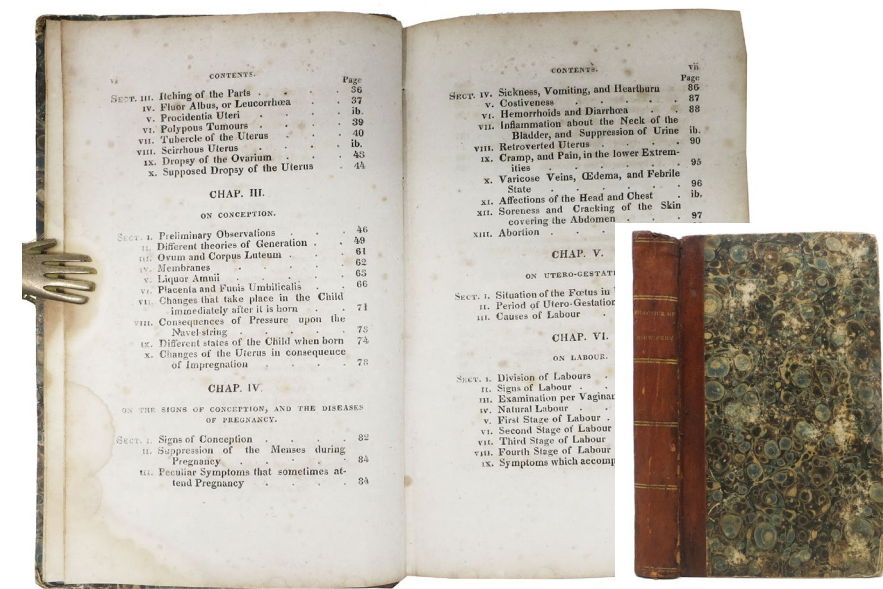 vi
CONTENTS.
Page
SECT. III. Itching of the Parts . . . . 36
IV. Fluor Albus, or Leucorrhœa . . 37
V. Procidentia Uteri . . . . ib.
VI. Polypous Tumours . . . . 39
VII. Tubercle of the Uterus . . . 40
VIII. Scirrhous Uterus . . . . ib.
IX. Dropsy of the Ovarium . . . 43
X. Supposed Dropsy of the Uterus . 44
CHAP. III.
ON CONCEPTION.
SECT. I. Preliminary Observations . . . 46
II. Different theories of Generation . . 49
III. Ovum and Corpus Luteum . . . 61
IV. Membranes . . . . . 62
V. Liquor Amnii . . . . 63
VI. Placenta and Funis Umbilicalis . . 66
VII. Changes that take place in the Child
immediately after it is born . . 71
VIII. Consequences of Pressure upon the
Navel-string . . . . 73
IX. Different states of the Child when born 74
X. Changes of the Uterus in consequence
of Impregnation . . . . 78
CHAP. IV.
ON THE SIGNS OF CONCEPTION, AND THE DISEASES
OF PREGNANCY.
SECT. I. Signs of Conception . . . . 82
II. Suppression of the Menses during
Pregnancy . . . . . 84
III. Peculiar Symptoms that sometimes at-
tend Pregnancy . . . . 84
CONTENTS. vii
Page
SECT. IV. Sickness, Vomiting, and Heartburn 86
V. Costiveness . . . . . 87
VI. Hemorrhoids and Diarrhœa . . 88
VII. Inflammation about the Neck of the
Bladder, and Suppression of Urine ib.
VIII. Retroverted Uterus . . . . 90
IX. Cramp, and Pain, in the lower Extrem-
ities . . . . . . 95
X. Varicose Veins, Œdema, and Febrile
State . . . . . . 96
XI. Affections of the Head and Chest . ib.
XII. Soreness and Cracking of the Skin
covering the Abdomen . . . 97
XIII. Abortion . . . .
CHAP. V.
ON UTERO-GESTATI
SECT. I. Situation of the Fœtus in
II. Period of Utero-Gestation
III. Causes of Labour .
CHAP. VI.
ON LABOUR.
SECT. I. Division of Labours .
II. Signs of Labour . .
III. Examination per Vaginam
IV. Natural Labour . .
V. First Stage of Labour .
VI. Second Stage of Labour
VII. Third Stage of Labour
VIII. Fourth Stage of Labour
IX. Symptoms which accomp
MIDWIFERY